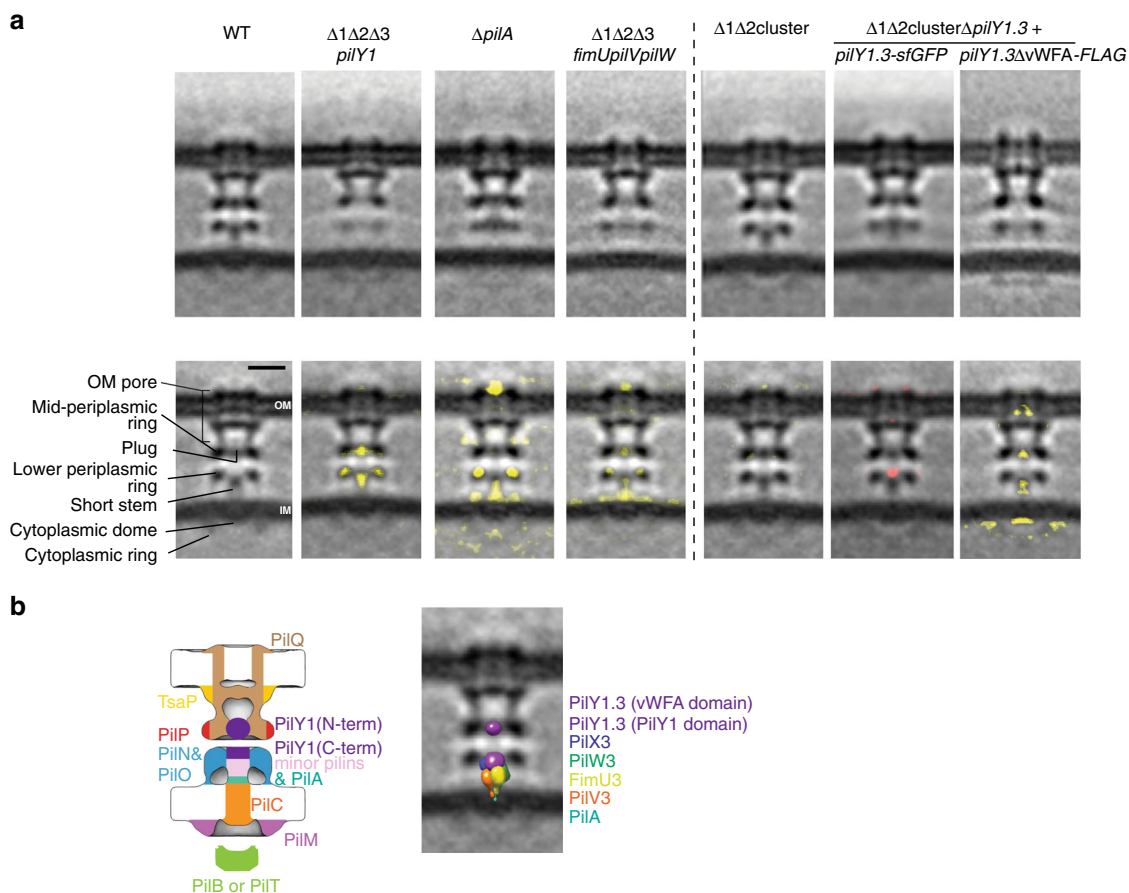 a
WT
Δ1Δ2Δ3
pilY1
ΔpilA
Δ1Δ2Δ3
fimUpilVpilW
Δ1Δ2cluster
Δ1Δ2clusterΔpilY1.3 +
pilY1.3-sfGFP
pilY1.3ΔvWFA-FLAG
OM pore
Mid-periplasmic
ring
Plug
Lower periplasmic
ring
Short stem
Cytoplasmic dome
Cytoplasmic ring
OM
IM
b
PilQ
TsaP
PilP
PilN&
PilO
PilY1(N-term)
PilY1(C-term)
minor pilins
& PilA
PilC
PilM
PilB or PilT
PilY1.3 (vWFA domain)
PilY1.3 (PilY1 domain)
PilX3
PilW3
FimU3
PilV3
PilA